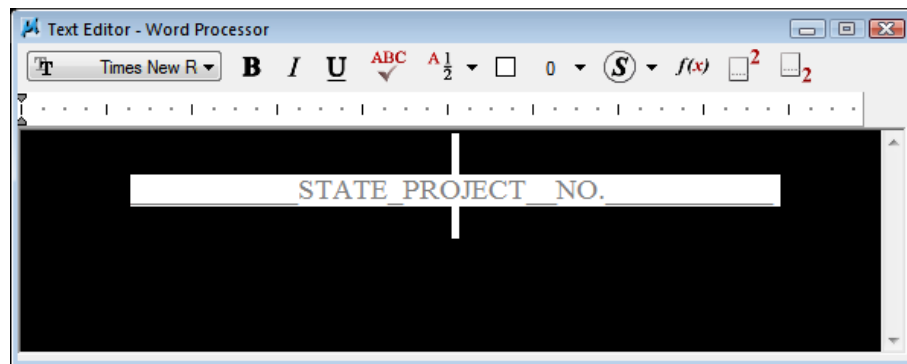 Text Editor - Word Processor
Times New R B I U ABC A 1/2 0 S f(x) 2 2
____________STATE_PROJECT__NO.____________